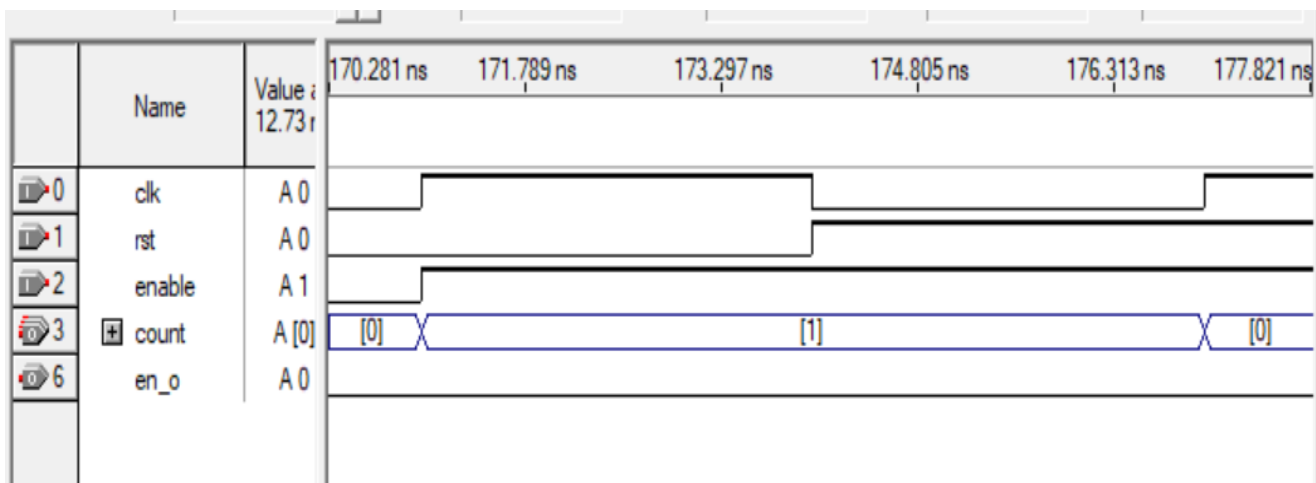 Name Value a 170.281 ns 171.789 ns 173.297 ns 174.805 ns 176.313 ns 177.821 ns
12.73 n
0 clk A 0
1 rst A 0
2 enable A 1
3 + count A [0] [0] [1] [0]
6 en_o A 0